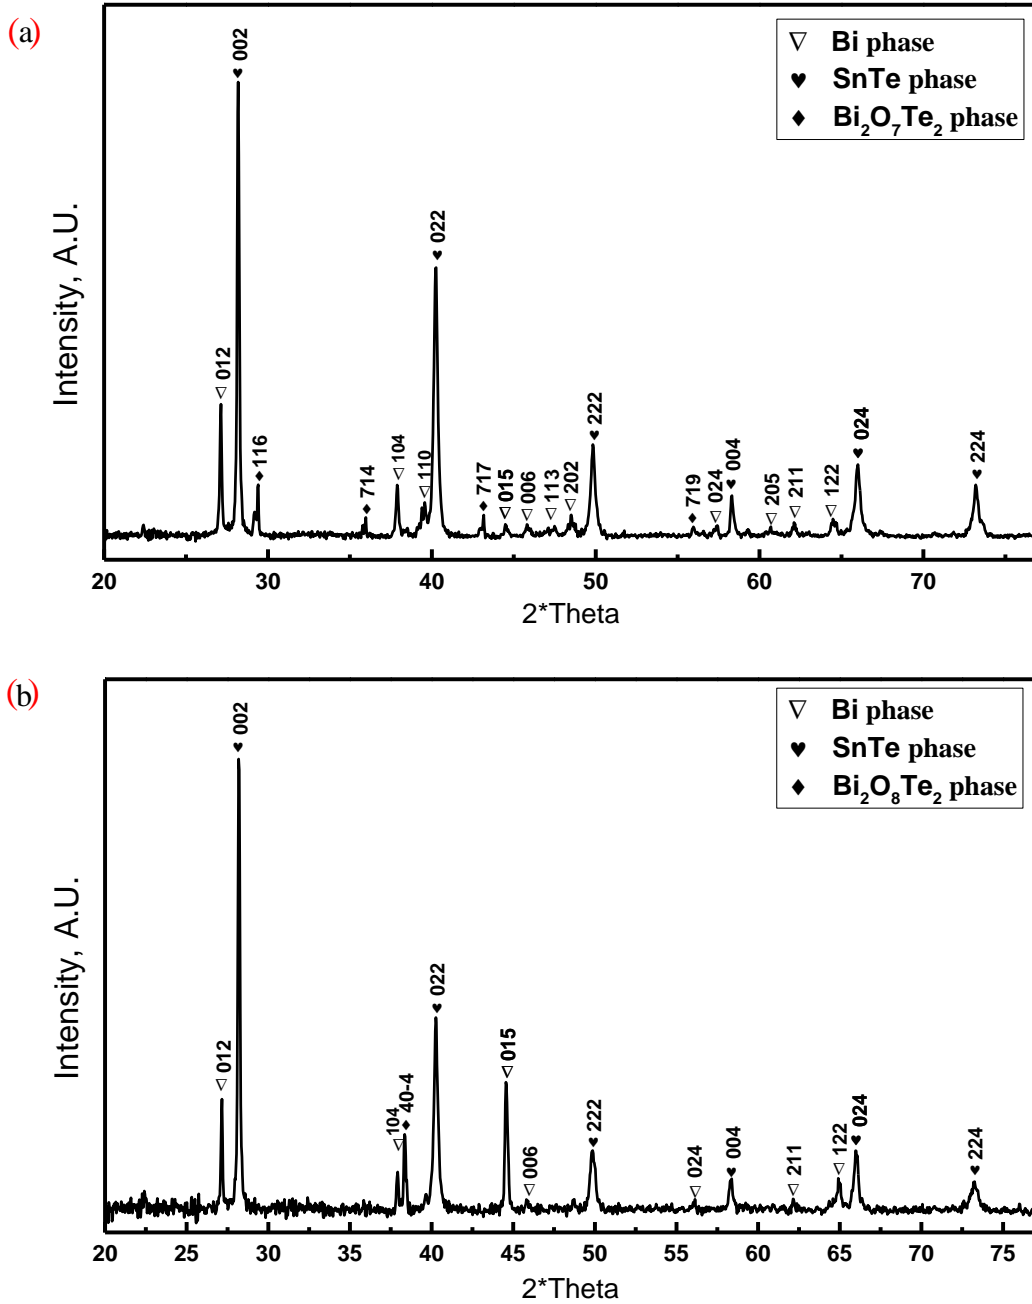 (a)
▽ Bi phase
♥ SnTe phase
♦ Bi₂O₇Te₂ phase
Intensity, A.U.
▽ 012
♥ 002
♦ 116
♦ 714
▽ 104
▽ 110
♥ 022
♦ 717
▽ 015
▽ 006
▽ 113
▽ 202
♥ 222
♦ 719
▽ 024
♥ 004
▽ 205
▽ 211
▽ 122
♥ 024
♥ 224
20 30 40 50 60 70
2*Theta
(b)
▽ Bi phase
♥ SnTe phase
♦ Bi₂O₈Te₂ phase
Intensity, A.U.
▽ 012
♥ 002
▽ 104
♦ 40-4
♥ 022
▽ 015
▽ 006
♥ 222
▽ 024
♥ 004
▽ 211
▽ 122
♥ 024
♥ 224
20 25 30 35 40 45 50 55 60 65 70 75
2*Theta